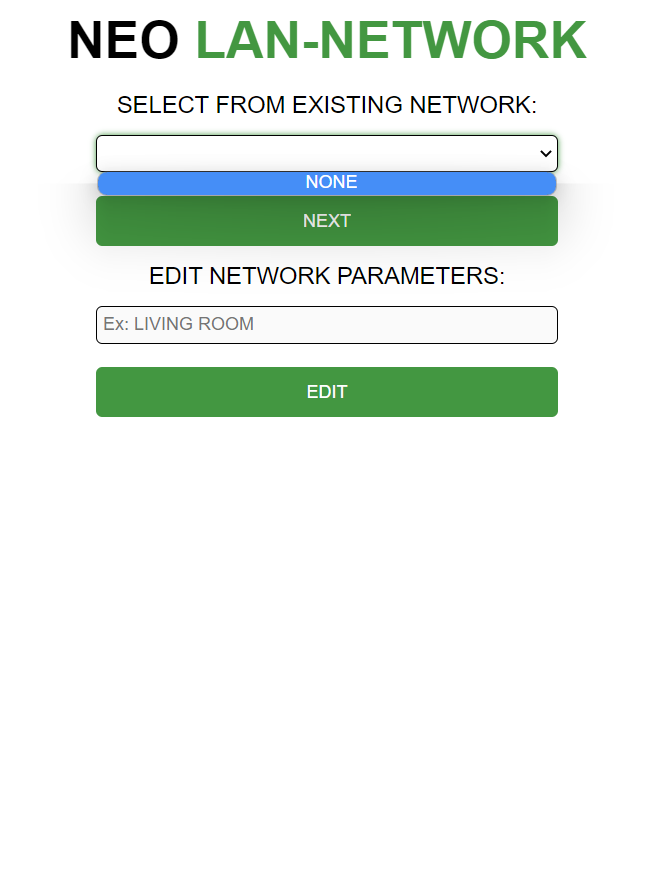 NEO LAN-NETWORK
SELECT FROM EXISTING NETWORK:
NONE
NEXT
EDIT NETWORK PARAMETERS:
Ex: LIVING ROOM
EDIT